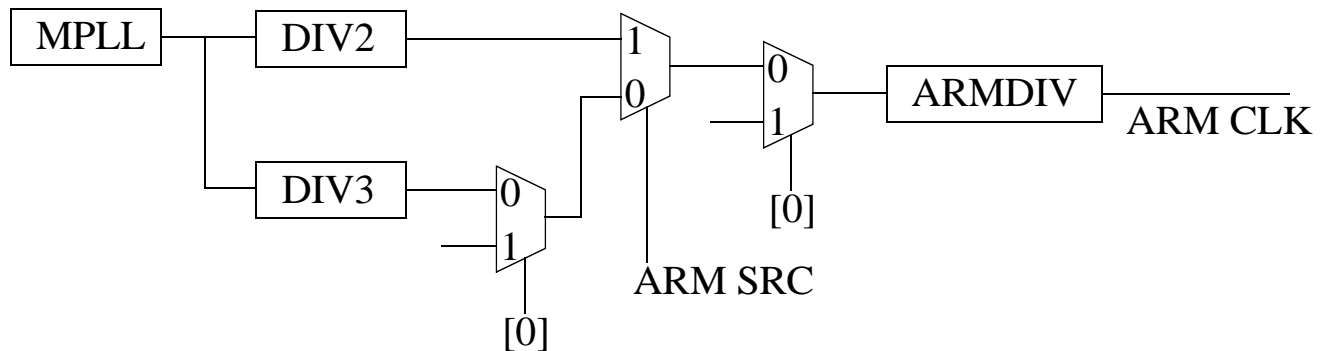 MPLL
DIV2
1
0
0
1
ARMDIV
ARM CLK
DIV3
0
1
[0]
[0]
ARM SRC